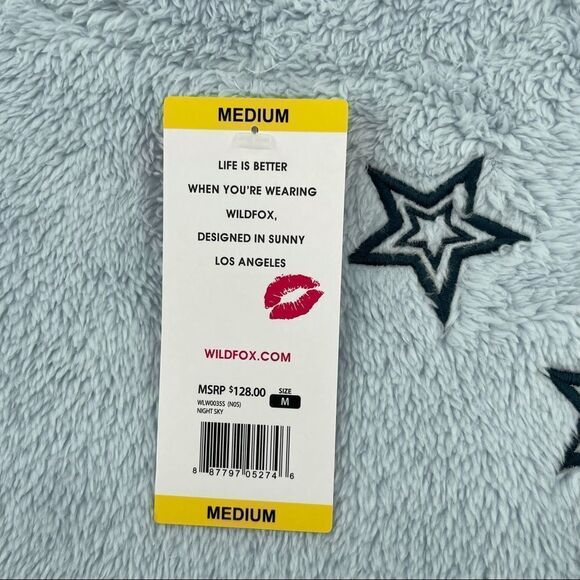 MEDIUM
LIFE IS BETTER
WHEN YOU'RE WEARING
WILDFOX,
DESIGNED IN SUNNY
LOS ANGELES
WILDFOX.COM
MSRP $128.00 SIZE M
WLW0035S (N05)
NIGHT SKY
8 87797 05274 6
MEDIUM